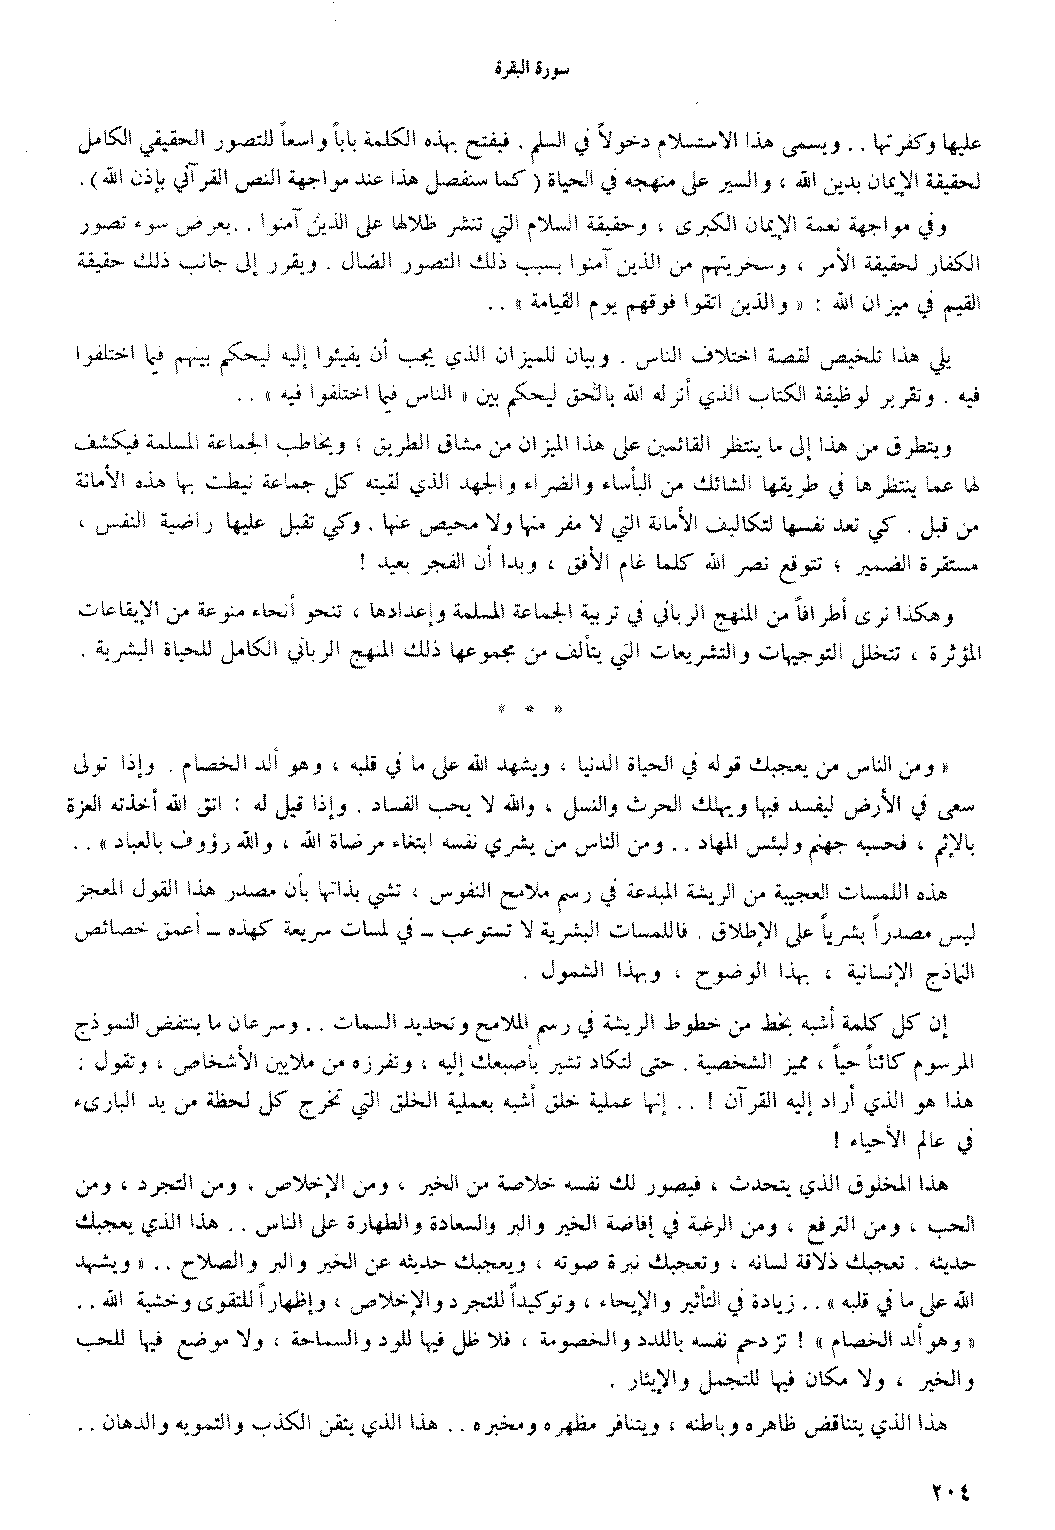 سورة البقرة
عليها وكفرتها . . ويسمى هذا الاستسلام دخولاً في السلم . فيفتح بهذه الكلمة باباً واسعاً للتصور الحقيقي الكامل
لحقيقة الإيمان بدين الله ، والسير على منهجه في الحياة ( كما سنفصل هذا عند مواجهة النص القرآني بإذن الله ) .
وفي مواجهة نعمة الإيمان الكبرى ، وحقيقة السلام التي تنشر ظلالها على الذين آمنوا . . يعرض سوء تصور
الكفار لحقيقة الأمر ، وسخريتهم من الذين آمنوا بسبب ذلك التصور الضال . ويقرر إلى جانب ذلك حقيقة
القيم في ميزان الله : « والذين اتقوا فوقهم يوم القيامة » . .
يلي هذا تلخيص لقصة اختلاف الناس . وبيان للميزان الذي يجب أن يفيئوا إليه ليحكم بينهم فيما اختلفوا
فيه . وتقرير لوظيفة الكتاب الذي أنزله الله بالحق ليحكم بين « الناس فيما اختلفوا فيه » . .
ويتطرق من هذا إلى ما ينتظر القائمين على هذا الميزان من مشاق الطريق ؛ ويخاطب الجماعة المسلمة فيكشف
لها عما ينتظرها في طريقها الشائك من البأساء والضراء والجهد الذي لقيته كل جماعة نيطت بها هذه الأمانة
من قبل . كي تعد نفسها لتكاليف الأمانة التي لا مفر منها ولا محيص عنها . وكي تقبل عليها راضية النفس ،
مستقرة الضمير ؛ تتوقع نصر الله كلما غام الأفق ، وبدا أن الفجر بعيد !
وهكذا نرى أطرافاً من المنهج الرباني في تربية الجماعة المسلمة وإعدادها ، تنحو أنحاء منوعة من الإيقاعات
المؤثرة ، تتخلل التوجيهات والتشريعات التي يتألف من مجموعها ذلك المنهج الرباني الكامل للحياة البشرية .
* * *
« ومن الناس من يعجبك قوله في الحياة الدنيا ، ويشهد الله على ما في قلبه ، وهو ألد الخصام . وإذا تولى
سعى في الأرض ليفسد فيها ويهلك الحرث والنسل ، والله لا يحب الفساد . وإذا قيل له : اتق الله أخذته العزة
بالإثم ، فحسبه جهنم ولبئس المهاد . . ومن الناس من يشري نفسه ابتغاء مرضاة الله ، والله رؤوف بالعباد » . .
هذه اللمسات العجيبة من الريشة المبدعة في رسم ملامح النفوس ، تشي بذاتها بأن مصدر هذا القول المعجز
ليس مصدراً بشرياً على الإطلاق . فاللمسات البشرية لا تستوعب – في لمسات سريعة كهذه – أعمق خصائص
النماذج الإنسانية ، بهذا الوضوح ، وبهذا الشمول .
إن كل كلمة أشبه بخط من خطوط الريشة في رسم الملامح وتحديد السمات . . وسرعان ما ينتفض النموذج
المرسوم كائناً حياً ، مميز الشخصية . حتى لتكاد تشير بأصبعك إليه ، وتفرزه من ملايين الأشخاص ، وتقول :
هذا هو الذي أراد إليه القرآن ! . . إنها عملية خلق أشبه بعملية الخلق التي تخرج كل لحظة من يد البارىء
في عالم الأحياء !
هذا المخلوق الذي يتحدث ، فيصور لك نفسه خلاصة من الخير ، ومن الإخلاص ، ومن التجرد ، ومن
الحب ، ومن الترفع ، ومن الرغبة في إفاضة الخير والبر والسعادة والطهارة على الناس . . هذا الذي يعجبك
حديثه . تعجبك ذلاقة لسانه ، وتعجبك نبرة صوته ، ويعجبك حديثه عن الخير والبر والصلاح . . « ويشهد
الله على ما في قلبه » . . زيادة في التأثير والإيحاء ، وتوكيداً للتجرد والإخلاص ، وإظهاراً للتقوى وخشية الله . .
« وهو ألد الخصام » ! تزدحم نفسه باللدد والخصومة ، فلا ظل فيها للود والسماحة ، ولا موضع فيها للحب
والخير ، ولا مكان فيها للتجمل والإيثار .
هذا الذي يتناقض ظاهره وباطنه ، ويتنافر مظهره ومخبره . . هذا الذي يتقن الكذب والتمويه والدهان . .
٢٠٤